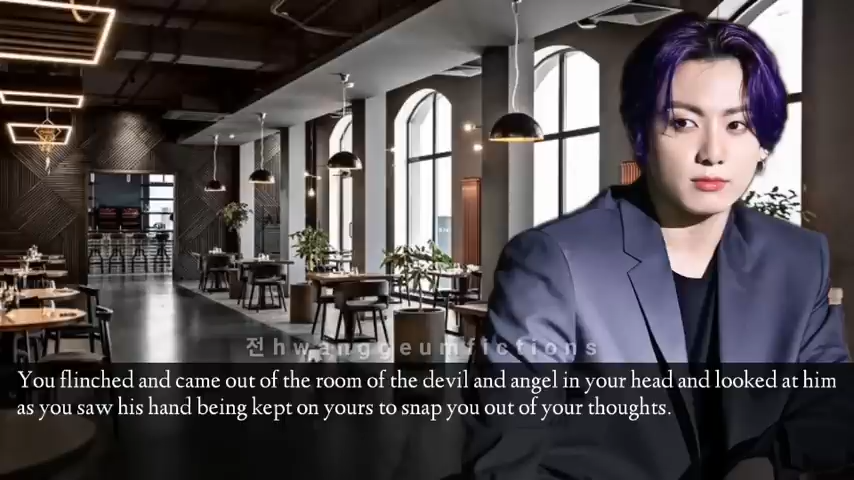 전hwanggeumfictions
You flinched and came out of the room of the devil and angel in your head and looked at him
as you saw his hand being kept on yours to snap you out of your thoughts.